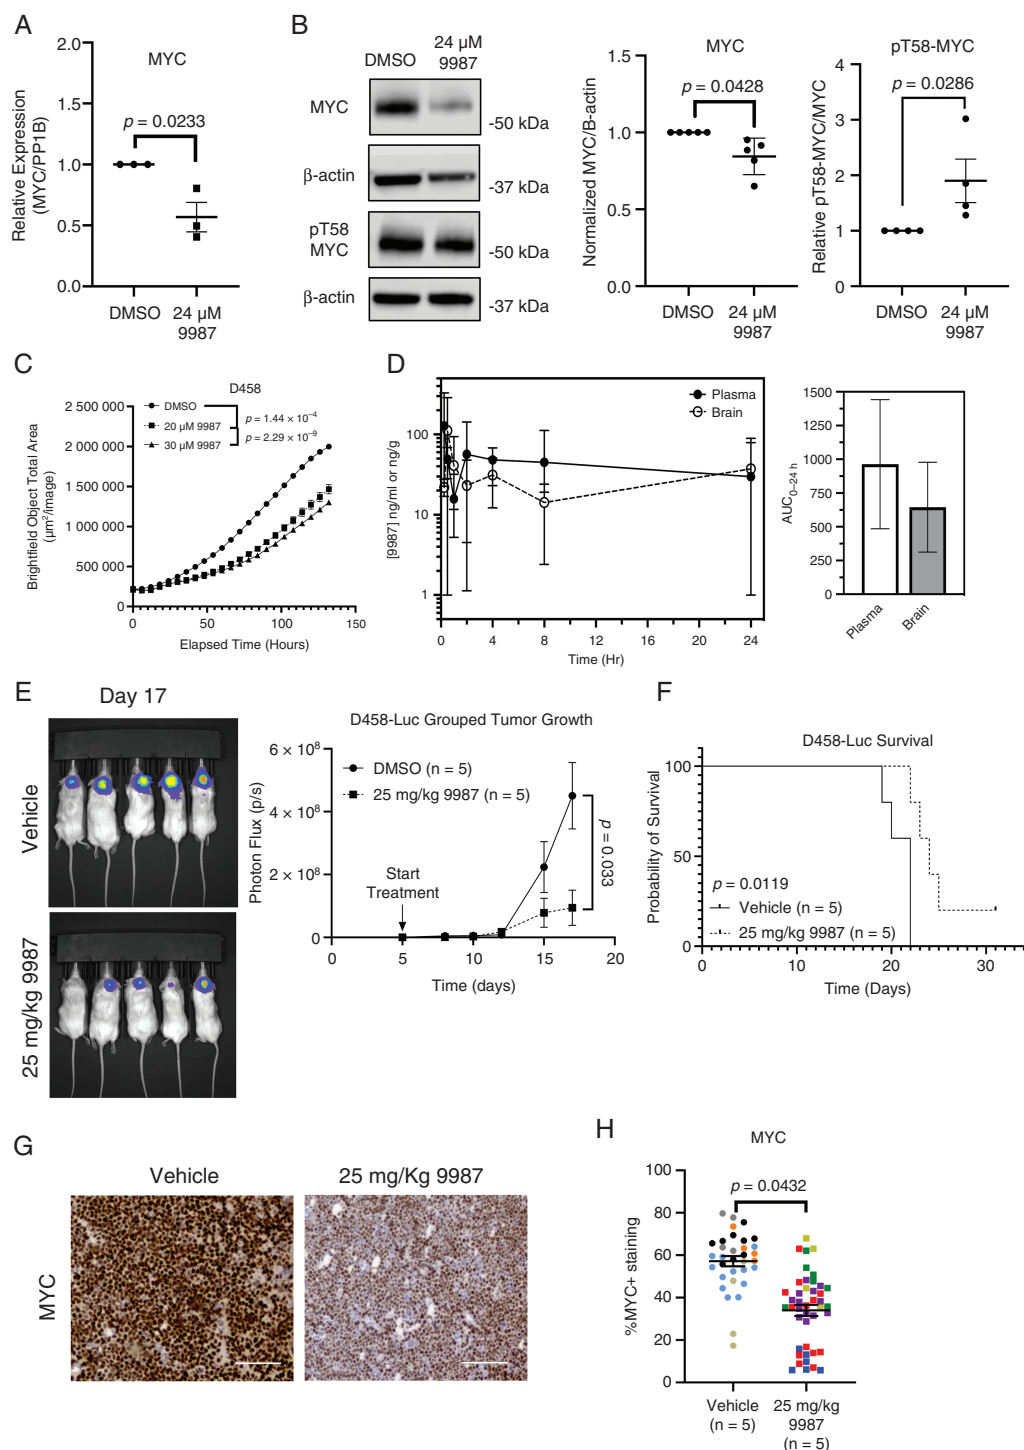 A
MYC
Relative Expression
(MYC/PP1B)
2.0
1.5
1.0
0.5
0.0
p = 0.0233
DMSO
24 μM
9987
B
DMSO
24 μM
9987
MYC
-50 kDa
β-actin
-37 kDa
pT58
MYC
-50 kDa
β-actin
-37 kDa
MYC
Normalized MYC/B-actin
1.5
1.0
0.5
0.0
p = 0.0428
DMSO
24 μM
9987
pT58-MYC
Relative pT58-MYC/MYC
4
3
2
1
0
p = 0.0286
DMSO
24 μM
9987
C
D458
Brightfield Object Total Area
(μm²/image)
2 500 000
2 000 000
1 500 000
1 000 000
500 000
0
DMSO
20 μM 9987
30 μM 9987
p = 1.44 × 10⁻⁴
p = 2.29 × 10⁻⁹
0
50
100
150
Elapsed Time (Hours)
D
[9987] ng/ml or ng/g
100
10
1
Plasma
Brain
0
4
8
12
16
20
24
Time (Hr)
AUC0–24 h
1500
1250
1000
750
500
250
0
Plasma
Brain
E
Day 17
Vehicle
25 mg/kg 9987
D458-Luc Grouped Tumor Growth
Photon Flux (p/s)
6 × 10⁸
4 × 10⁸
2 × 10⁸
0
DMSO (n = 5)
25 mg/kg 9987 (n = 5)
Start
Treatment
p = 0.033
0
5
10
15
20
Time (days)
F
D458-Luc Survival
Probability of Survival
100
50
0
p = 0.0119
Vehicle (n = 5)
25 mg/kg 9987 (n = 5)
0
10
20
30
Time (Days)
G
Vehicle
25 mg/Kg 9987
MYC
H
MYC
%MYC+ staining
100
80
60
40
20
0
p = 0.0432
Vehicle
(n = 5)
25 mg/kg
9987
(n = 5)